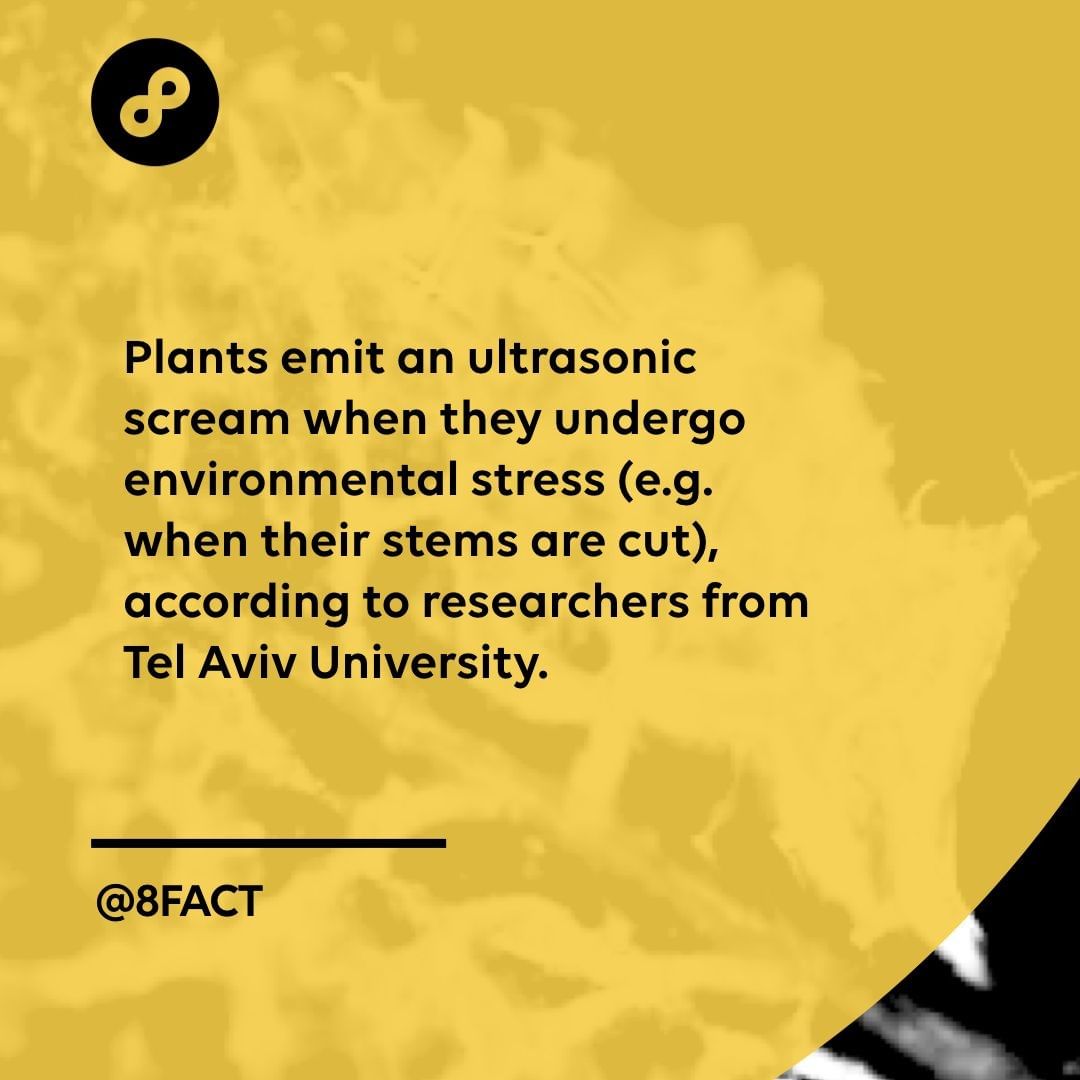 Plants emit an ultrasonic
scream when they undergo
environmental stress (e.g.
when their stems are cut),
according to researchers from
Tel Aviv University.
@8FACT